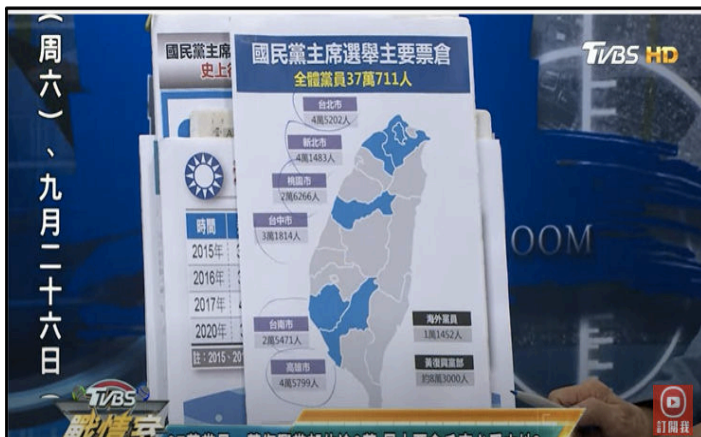 （周六）、九月二十六日（
國民黨主席
史上
國民黨主席選舉主要票倉
全體黨員37萬711人
台北市
4萬5202人
新北市
4萬1483人
桃園市
2萬6266人
台中市
3萬1814人
台南市
2萬5471人
高雄市
4萬5799人
海外黨員
1萬1452人
黃復興黨部
約8萬3000人
時間
2015年
2016年
2017年
2020年
註：2015、20
OOM
TVBS HD
TVBS
戰情室
訂閱我